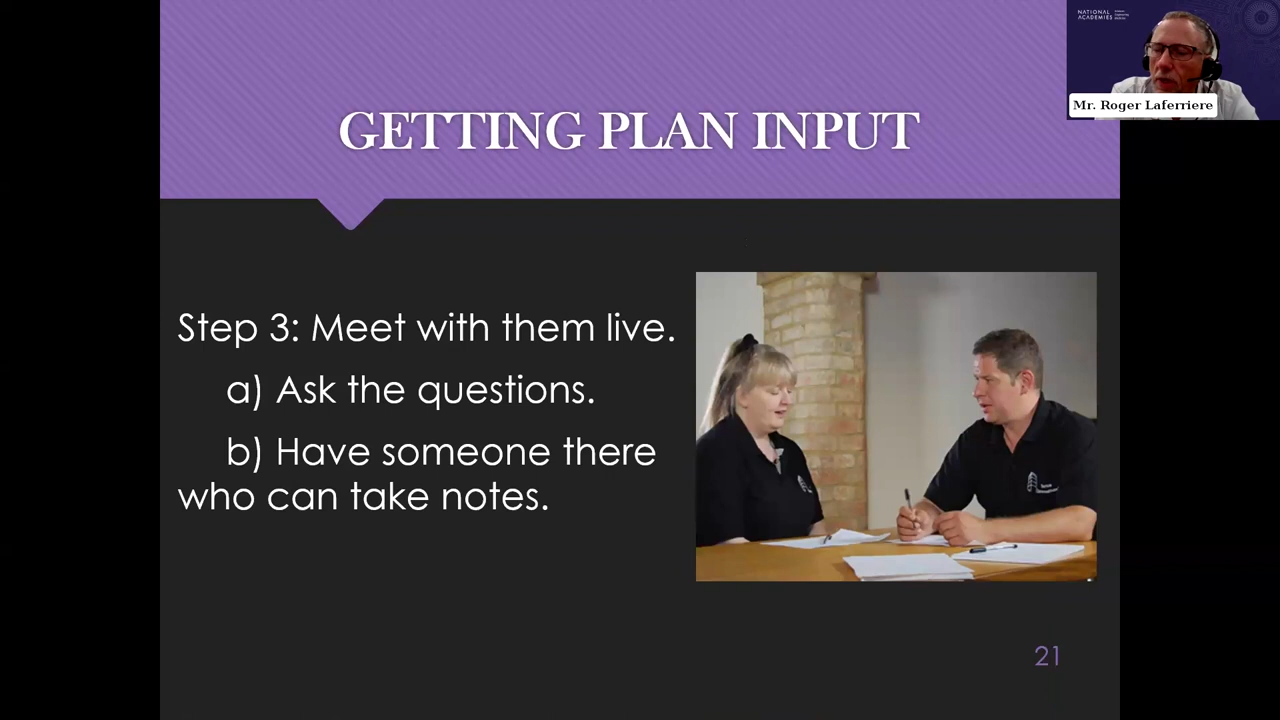 NATIONAL
ACADEMIES
Mr. Roger Laferriere
GETTING PLAN INPUT
Step 3: Meet with them live.
a) Ask the questions.
b) Have someone there
who can take notes.
21